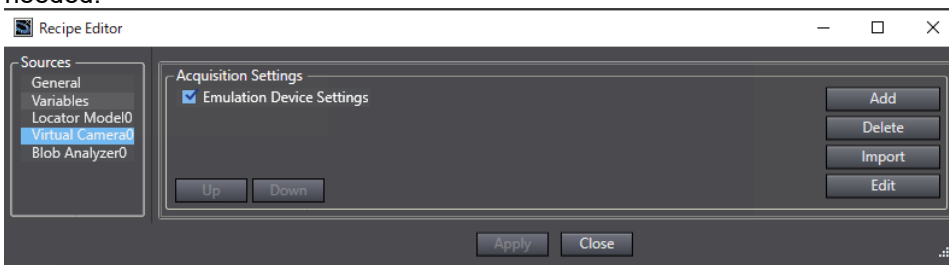 needed.
Recipe Editor
Sources
General
Variables
Locator Model0
Virtual Camera0
Blob Analyzer0
Acquisition Settings
Emulation Device Settings
Add
Delete
Import
Edit
Up
Down
Apply
Close